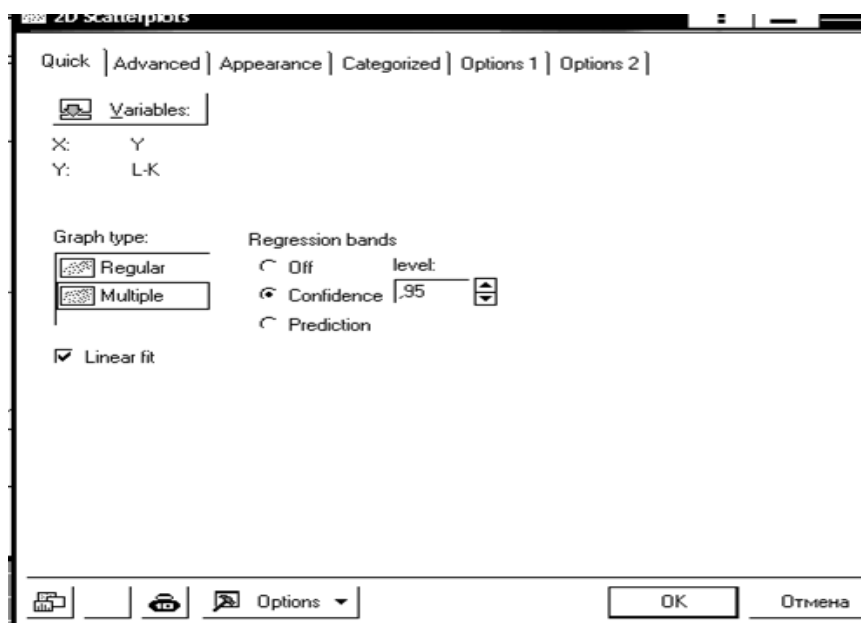 2D Scatterplots
Quick Advanced Appearance Categorized Options 1 Options 2
Variables:
X: Y
Y: L-K
Graph type: Regression bands
Regular Off level:
Multiple Confidence ,95
Prediction
Linear fit
Options OK Отмена